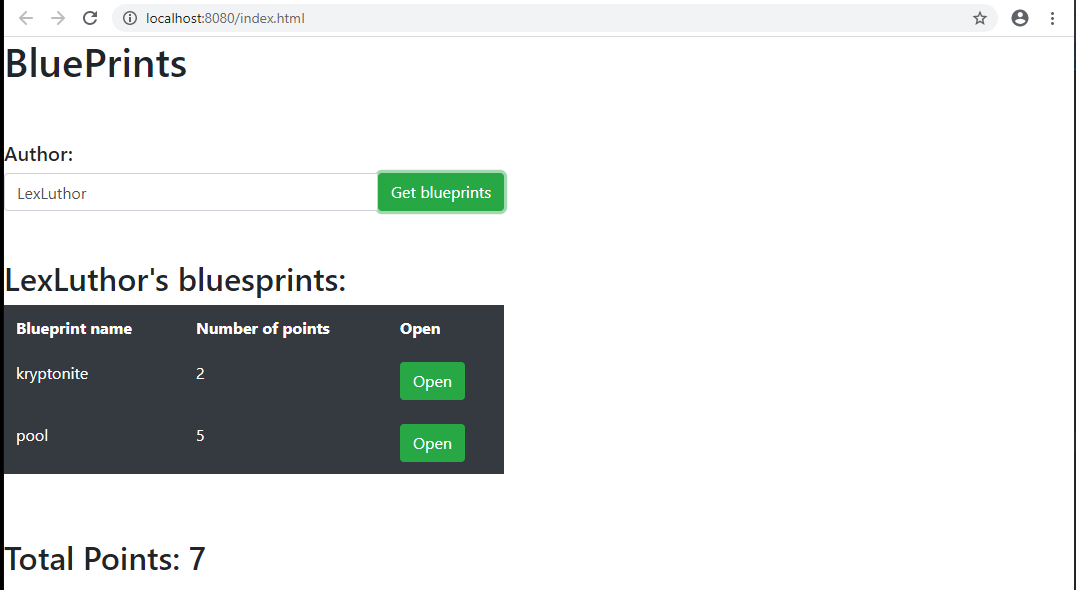 localhost:8080/index.html
BluePrints
Author:
LexLuthor Get blueprints
LexLuthor's bluesprints:
Blueprint name Number of points Open
kryptonite 2 Open
pool 5 Open
Total Points: 7